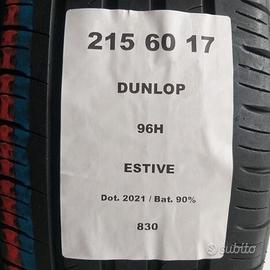 215 60 17
DUNLOP
96H
ESTIVE
Dot. 2021 / Bat. 90%
830
subito